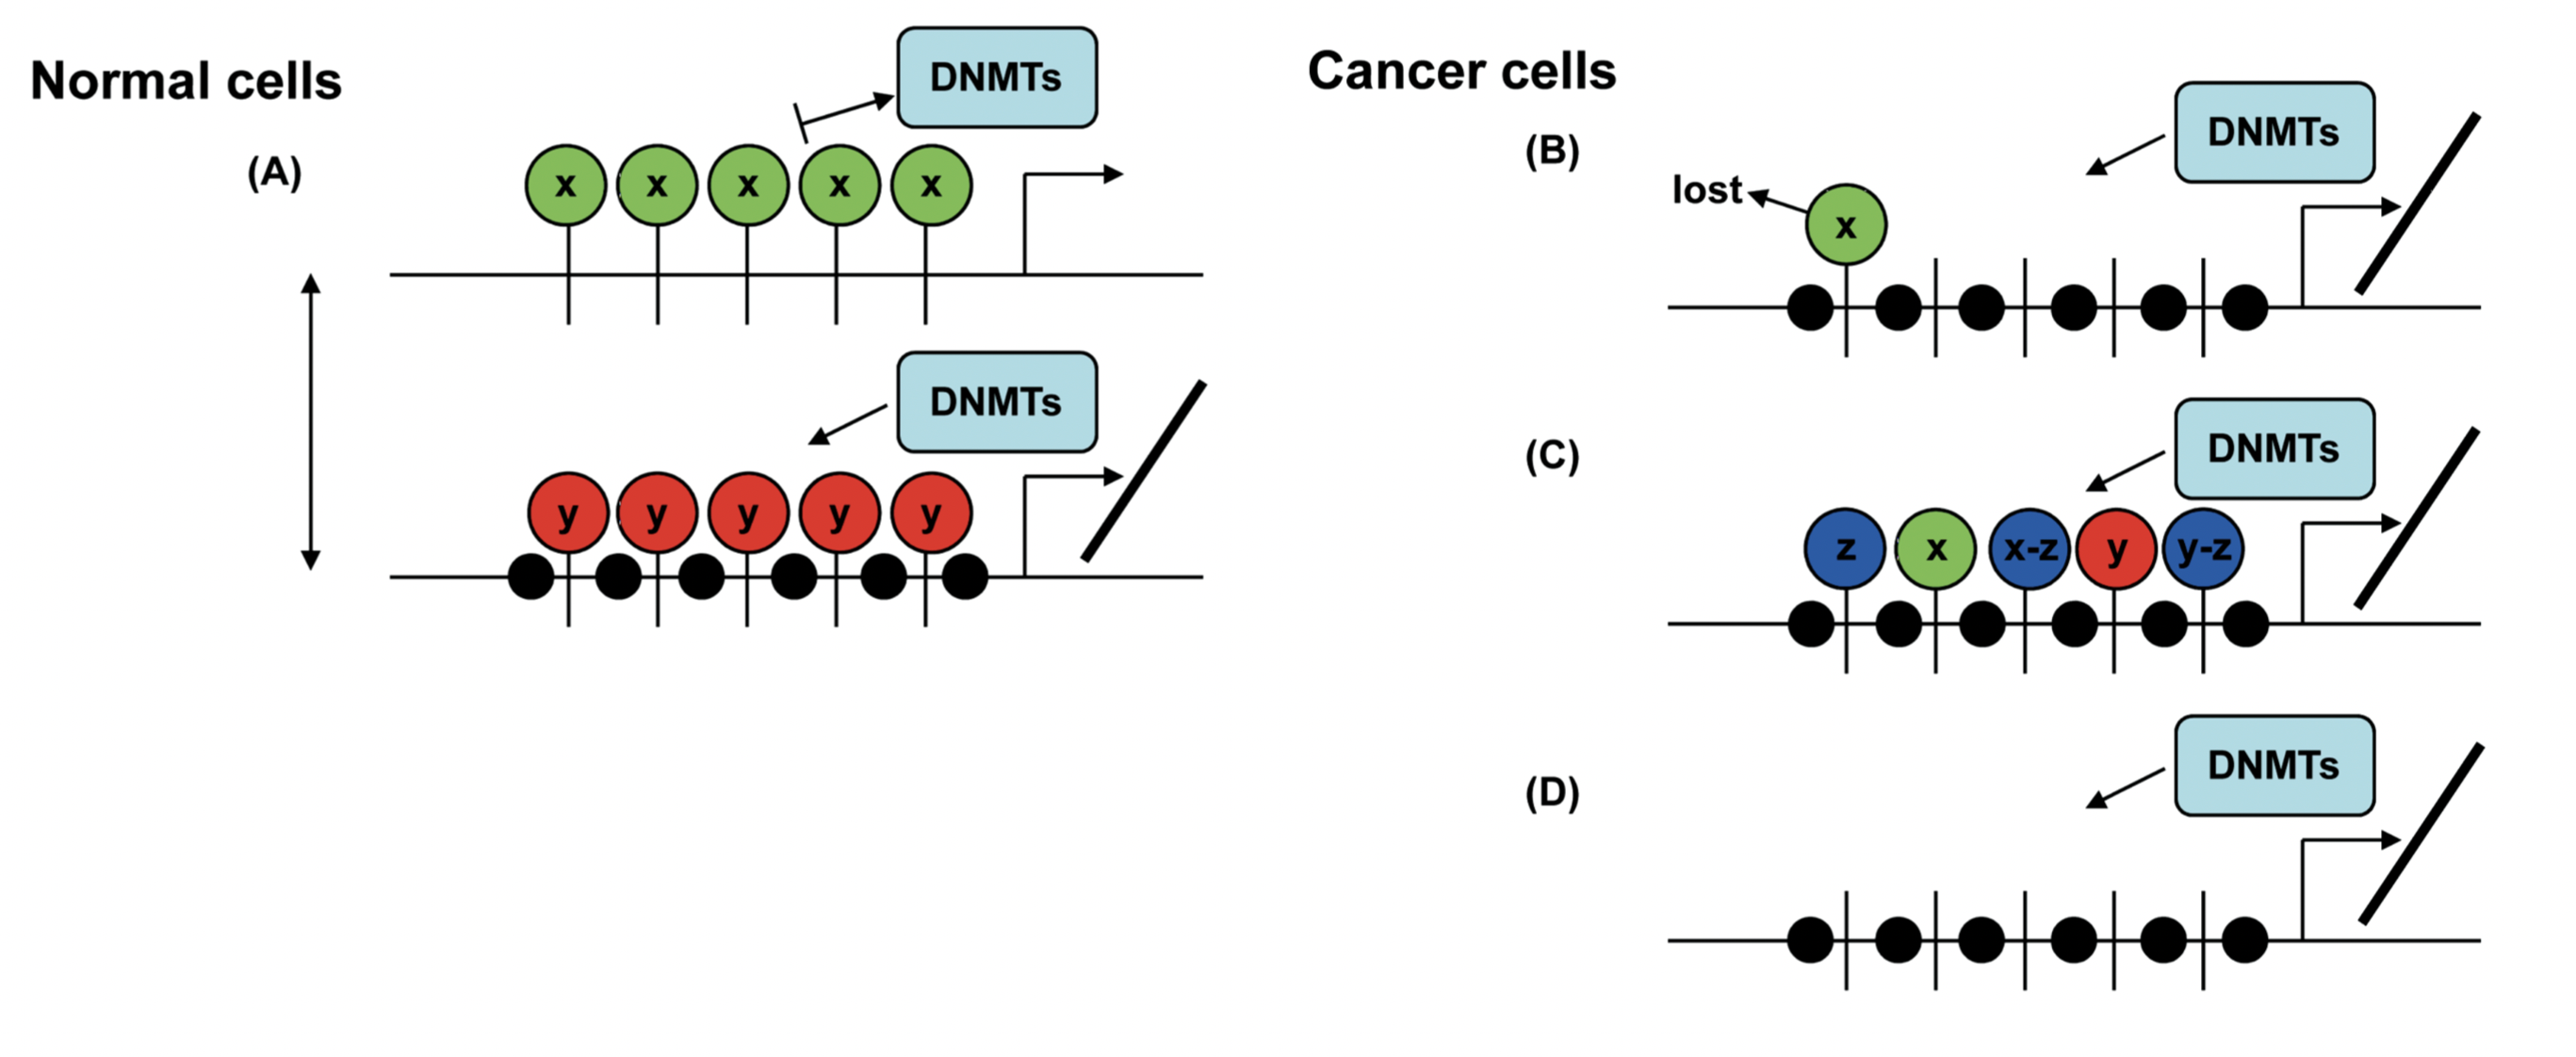 Normal cells
(A)
DNMTs
x x x x x
DNMTs
y y y y y
Cancer cells
(B)
DNMTs
lost
x
(C)
DNMTs
z x x-z y y-z
(D)
DNMTs